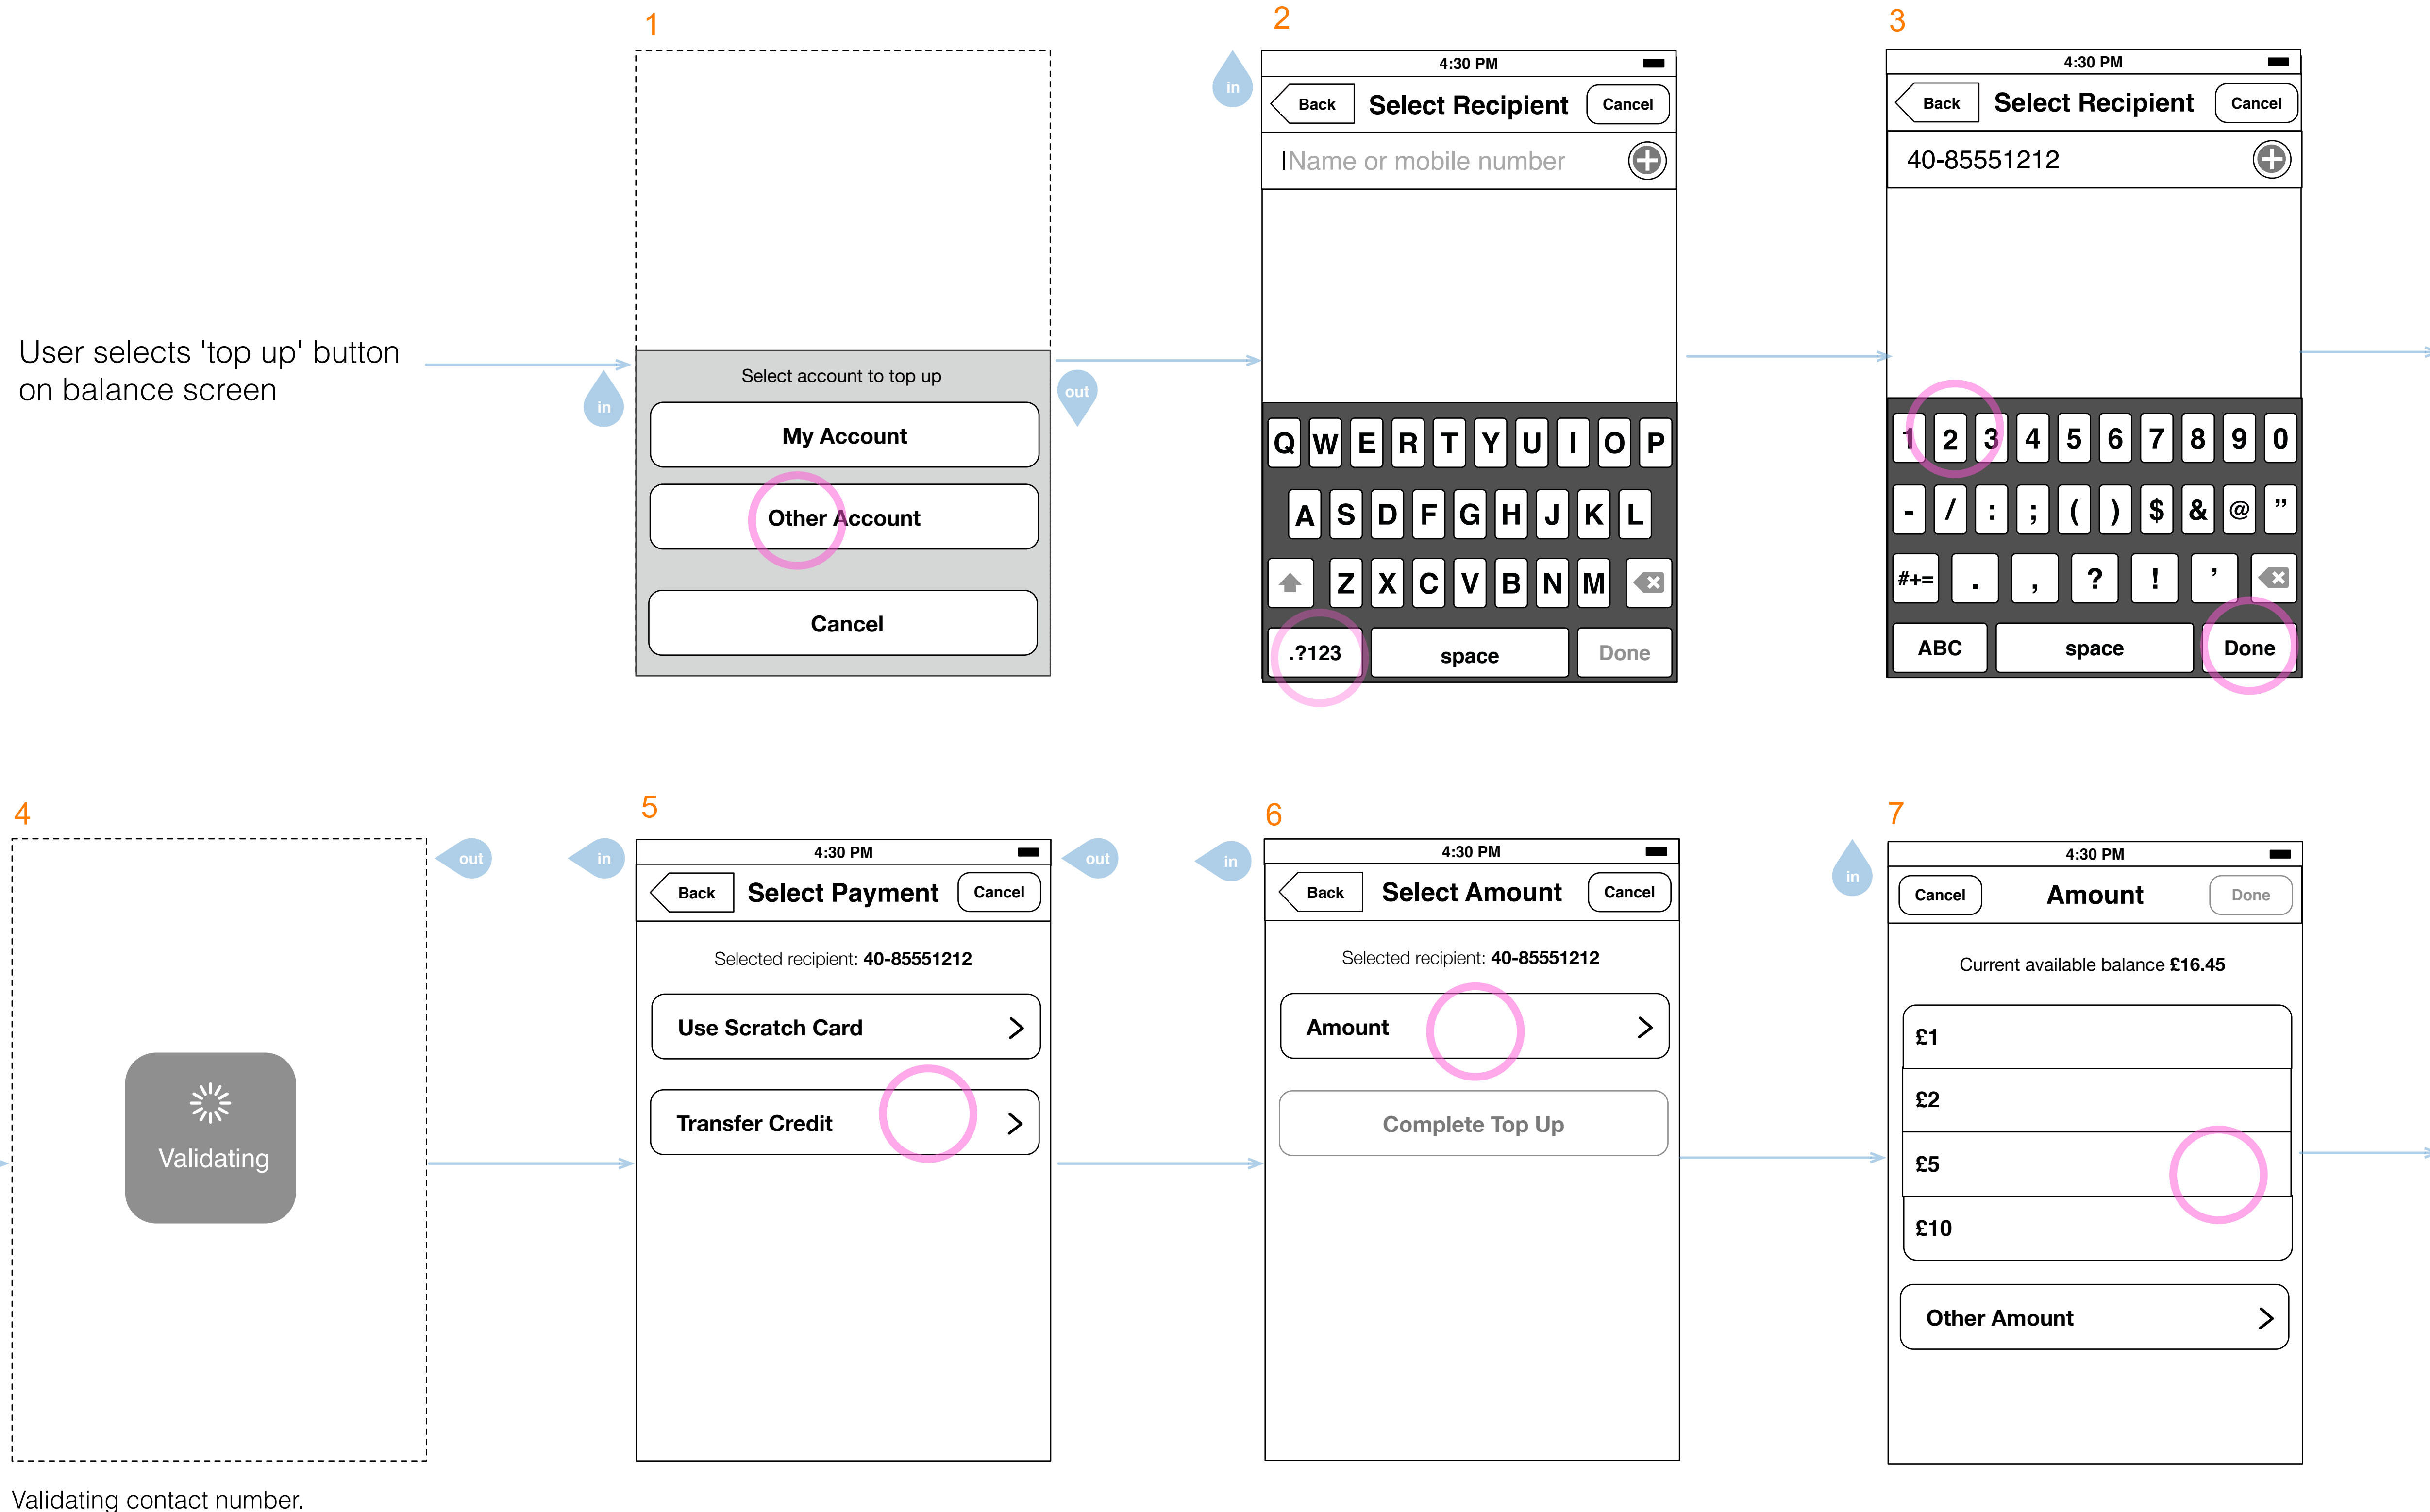 1
2
3
4:30 PM
Back
Select Recipient
Cancel
Name or mobile number
in
4:30 PM
Back
Select Recipient
Cancel
40-85551212
User selects 'top up' button
on balance screen
in
Select account to top up
My Account
Other Account
Cancel
out
Q W E R T Y U I O P
A S D F G H J K L
Z X C V B N M
.?123 space Done
1 2 3 4 5 6 7 8 9 0
- / : ; ( ) $ & @ ”
#+= . , ? ! ’
ABC space Done
4
Validating
out
Validating contact number.
5
in
4:30 PM
Back
Select Payment
Cancel
Selected recipient: 40-85551212
Use Scratch Card
Transfer Credit
out
6
in
4:30 PM
Back
Select Amount
Cancel
Selected recipient: 40-85551212
Amount
Complete Top Up
7
in
4:30 PM
Cancel
Amount
Done
Current available balance £16.45
£1
£2
£5
£10
Other Amount